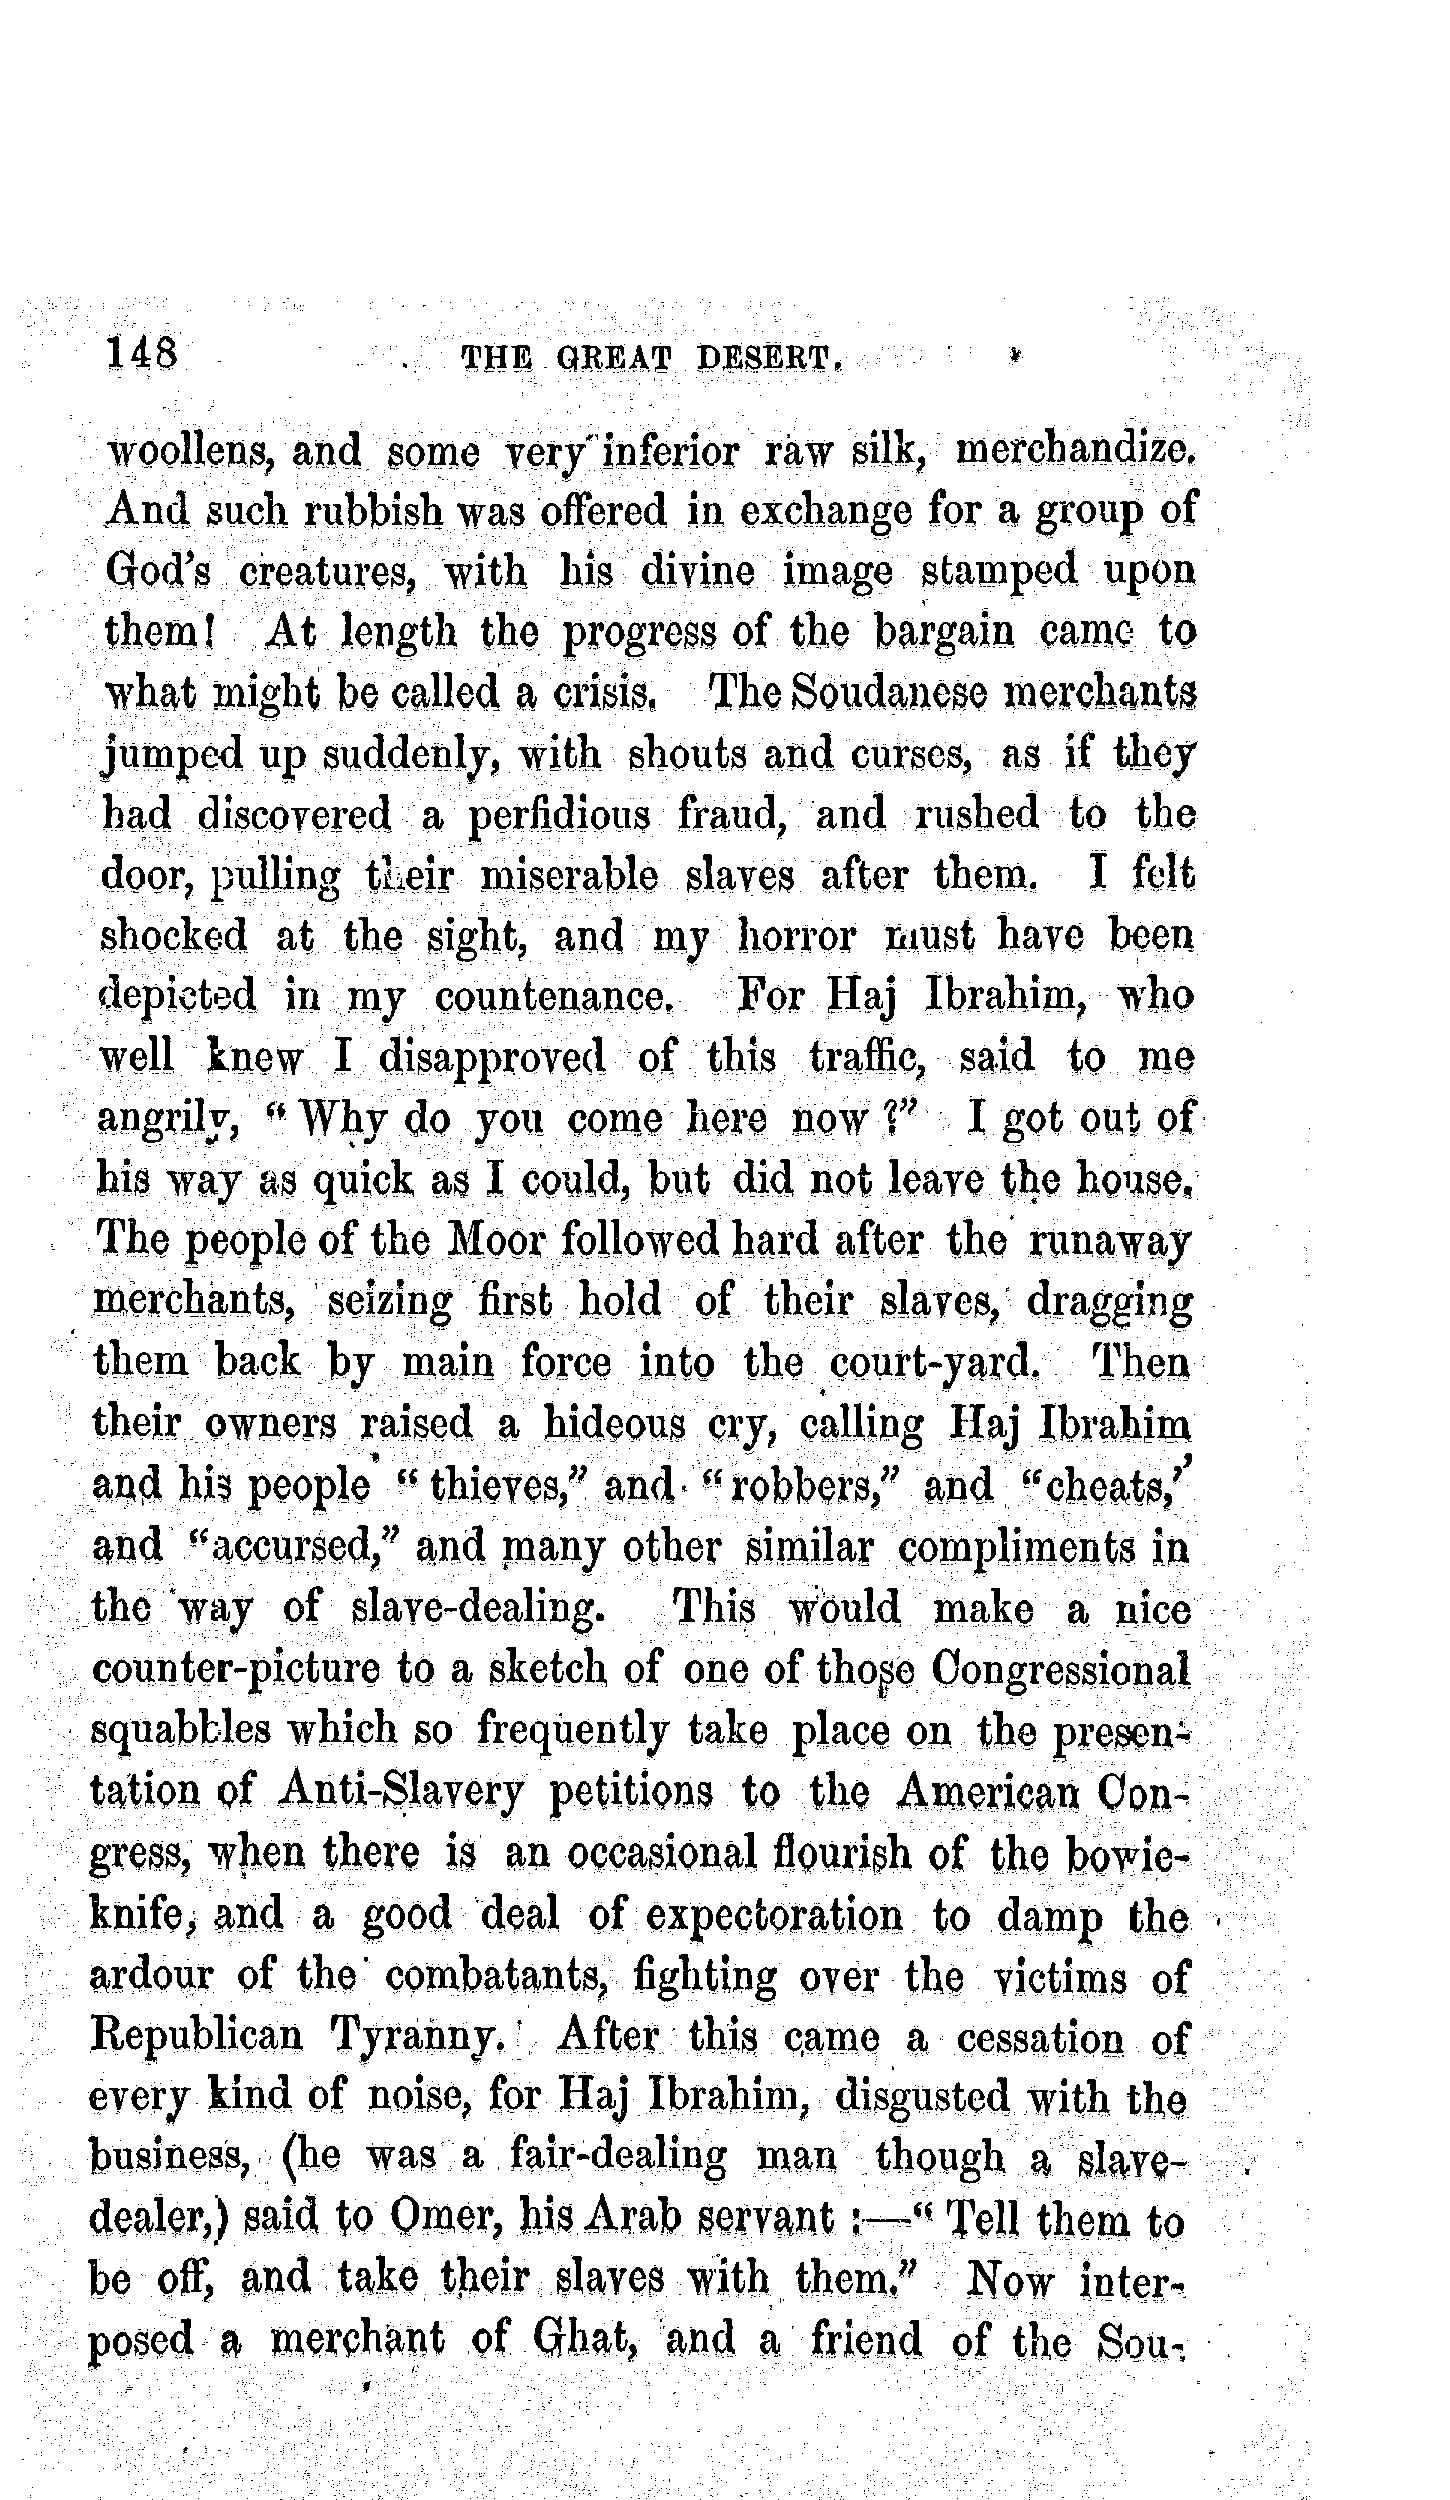 148 THE GREAT DESERT.
woollens, and some very inferior raw silk, merchandize.
And such rubbish was offered in exchange for a group of
God's creatures, with his divine image stamped upon
them! At length the progress of the bargain came to
what might be called a crisis. The Soudanese merchants
jumped up suddenly, with shouts and curses, as if they
had discovered a perfidious fraud, and rushed to the
door, pulling their miserable slaves after them. I felt
shocked at the sight, and my horror must have been
depicted in my countenance. For Haj Ibrahim, who
well knew I disapproved of this traffic, said to me
angrily, "Why do you come here now?" I got out of
his way as quick as I could, but did not leave the house.
The people of the Moor followed hard after the runaway
merchants, seizing first hold of their slaves, dragging
them back by main force into the court-yard. Then
their owners raised a hideous cry, calling Haj Ibrahim
and his people "thieves," and "robbers," and "cheats,'
and "accursed," and many other similar compliments in
the way of slave-dealing. This would make a nice
counter-picture to a sketch of one of those Congressional
squabbles which so frequently take place on the presen-
tation of Anti-Slavery petitions to the American Con-
gress, when there is an occasional flourish of the bowie-
knife, and a good deal of expectoration to damp the
ardour of the combatants, fighting over the victims of
Republican Tyranny. After this came a cessation of
every kind of noise, for Haj Ibrahim, disgusted with the
business, (he was a fair-dealing man though a slave-
dealer,) said to Omer, his Arab servant:—"Tell them to
be off, and take their slaves with them." Now inter-
posed a merchant of Ghat, and a friend of the Sou-